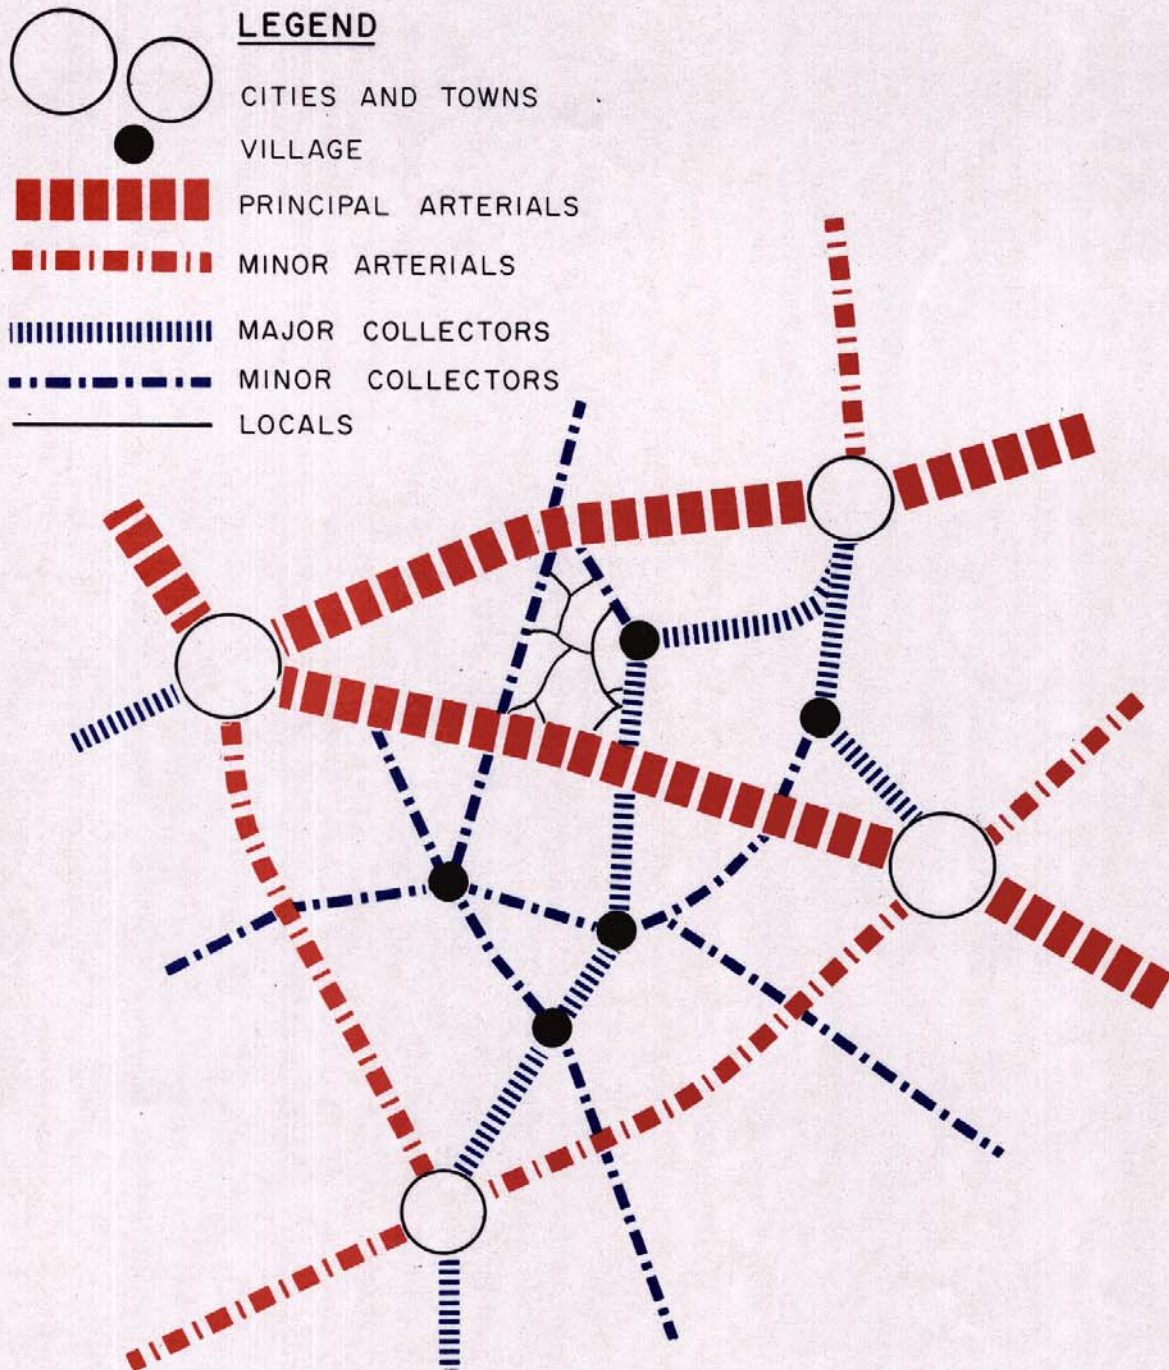 LEGEND
CITIES AND TOWNS
VILLAGE
PRINCIPAL ARTERIALS
MINOR ARTERIALS
MAJOR COLLECTORS
MINOR COLLECTORS
LOCALS